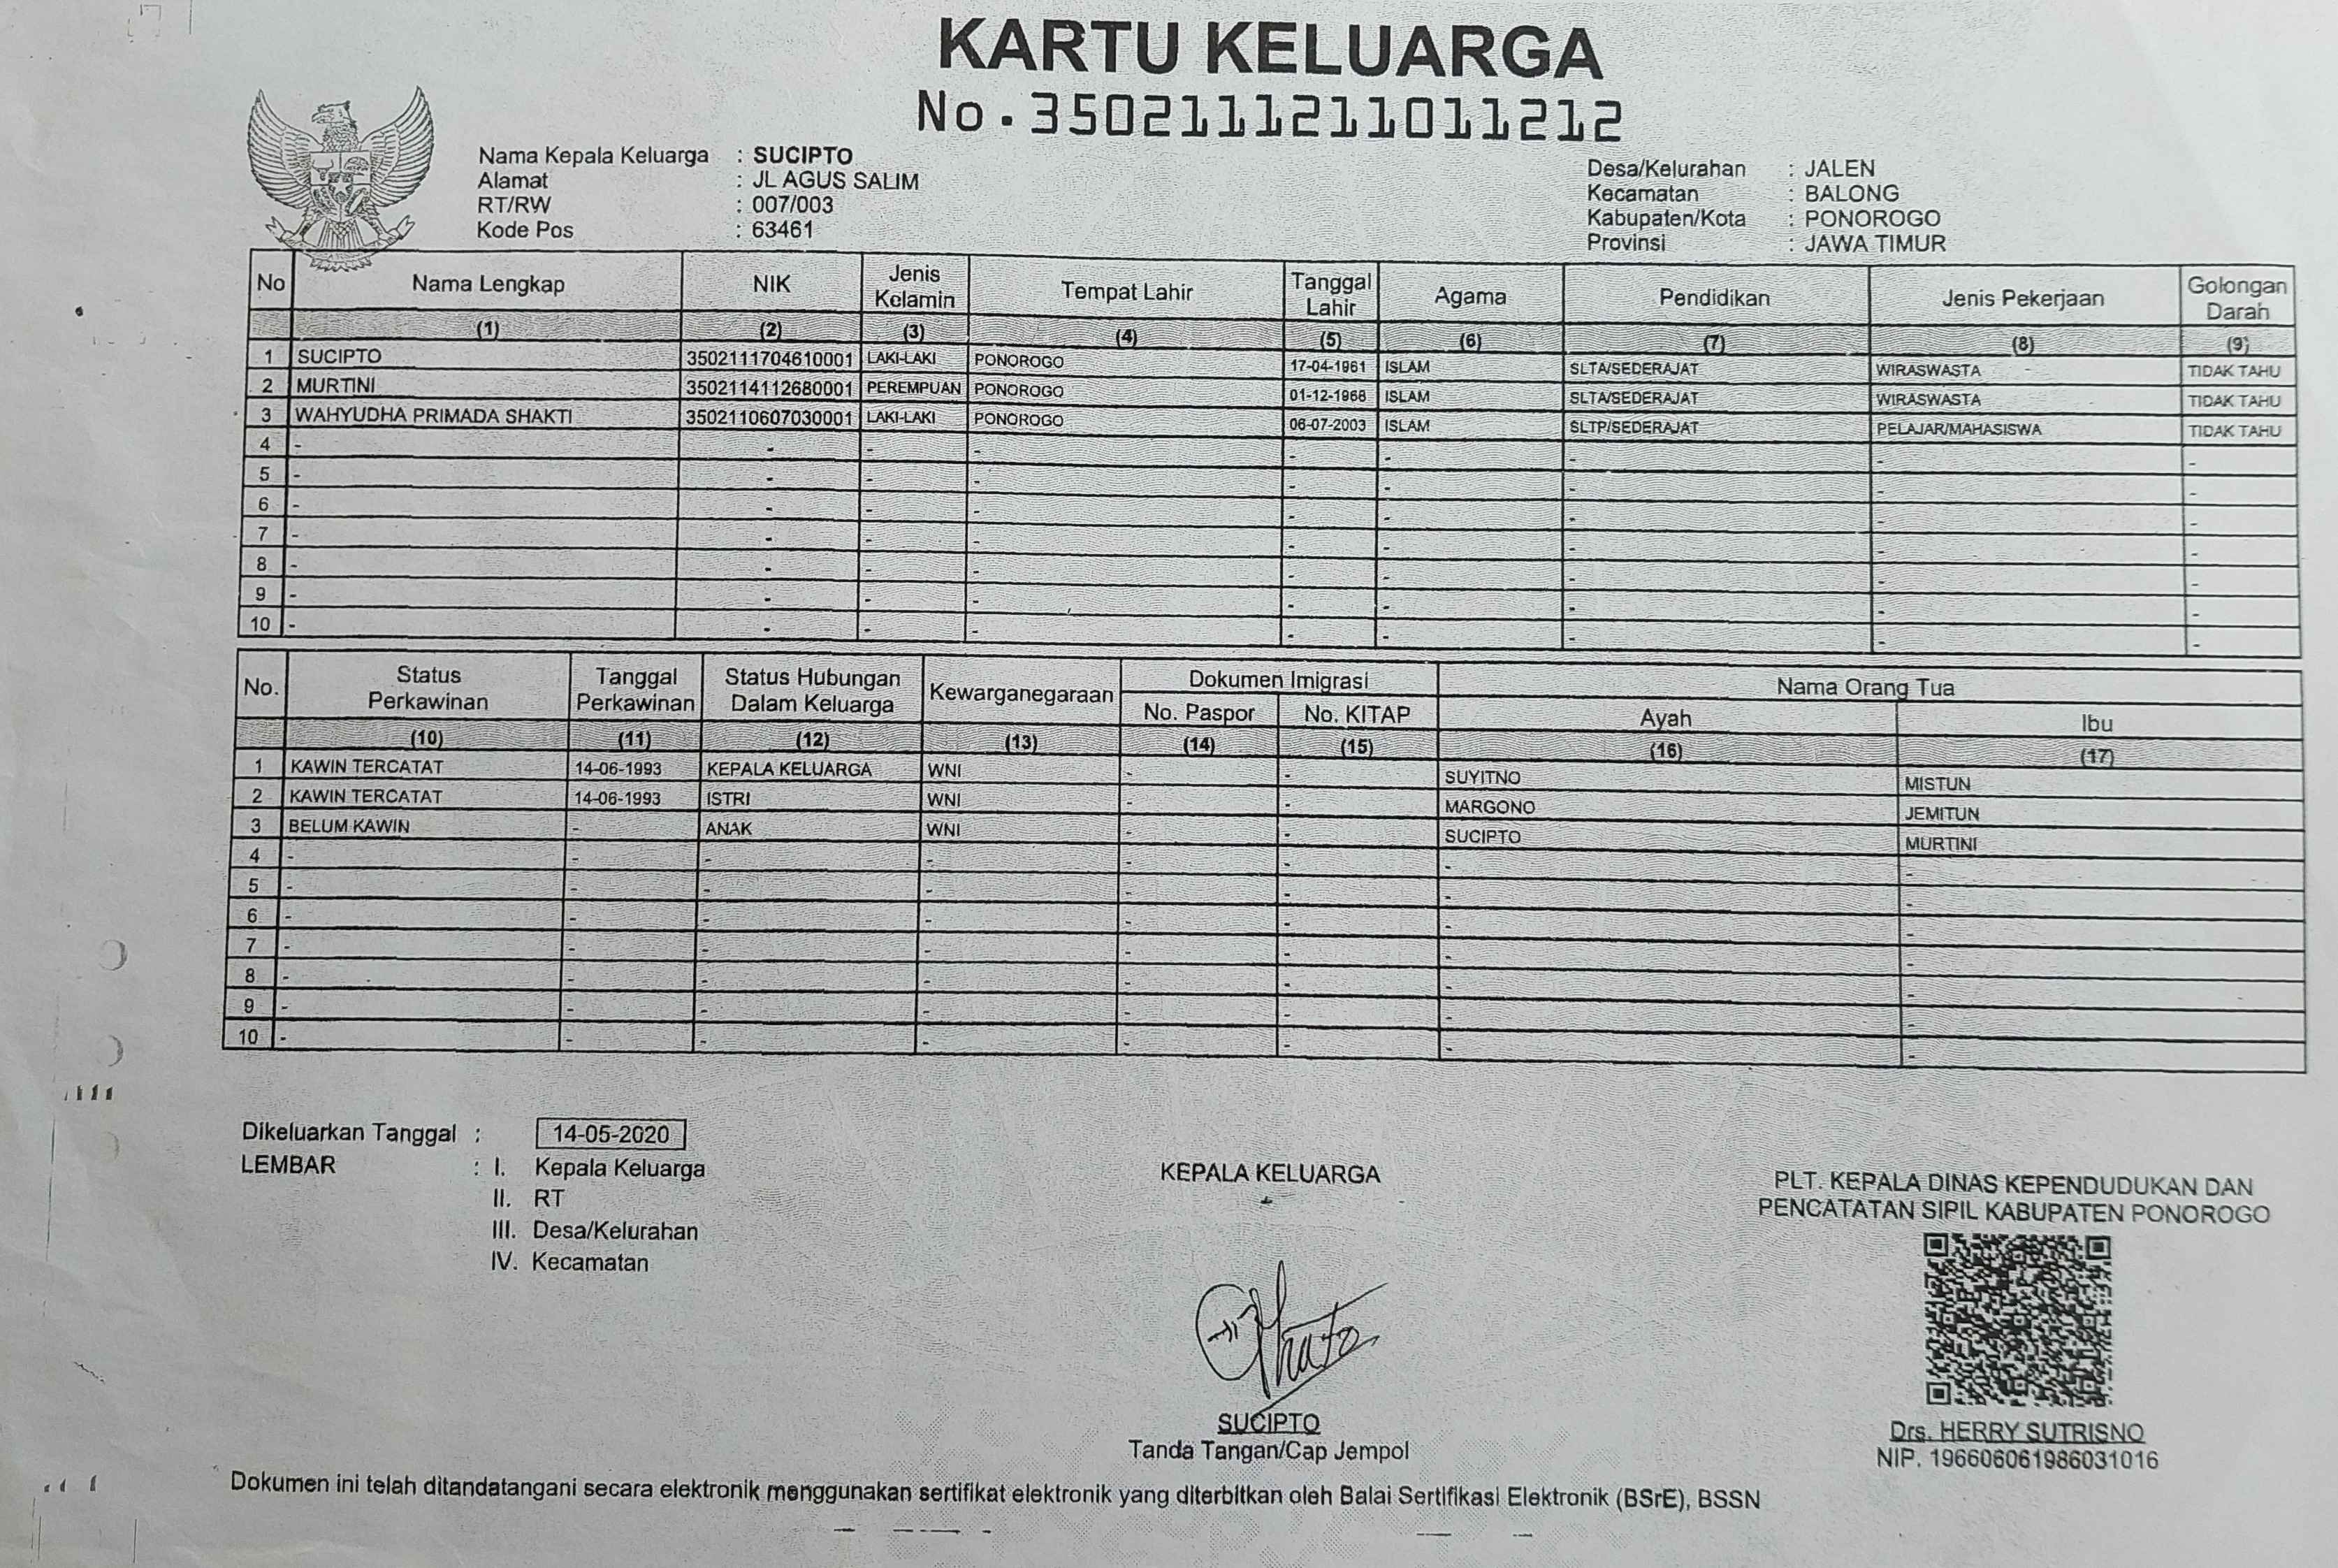 KARTU KELUARGA
No.3502111211011212
Nama Kepala Keluarga : SUCIPTO
Alamat : JL AGUS SALIM
RT/RW : 007/003
Kode Pos : 63461
Desa/Kelurahan : JALEN
Kecamatan : BALONG
Kabupaten/Kota : PONOROGO
Provinsi : JAWA TIMUR
No Nama Lengkap NIK Jenis Kelamin Tempat Lahir Tanggal Lahir Agama Pendidikan Jenis Pekerjaan Golongan Darah
(1) (2) (3) (4) (5) (6) (7) (8) (9)
1 SUCIPTO 3502111704610001 LAKI-LAKI PONOROGO 17-04-1961 ISLAM SLTA/SEDERAJAT WIRASWASTA TIDAK TAHU
2 MURTINI 3502114112680001 PEREMPUAN PONOROGO 01-12-1968 ISLAM SLTA/SEDERAJAT WIRASWASTA TIDAK TAHU
3 WAHYUDHA PRIMADA SHAKTI 3502110607030001 LAKI-LAKI PONOROGO 06-07-2003 ISLAM SLTP/SEDERAJAT PELAJAR/MAHASISWA TIDAK TAHU
4 - - - - - - - - -
5 - - - - - - - - -
6 - - - - - - - - -
7 - - - - - - - - -
8 - - - - - - - - -
9 - - - - - - - - -
10 - - - - - - - - -
No. Status Perkawinan Tanggal Perkawinan Status Hubungan Dalam Keluarga Kewarganegaraan Dokumen Imigrasi Nama Orang Tua
No. Paspor No. KITAP Ayah Ibu
(10) (11) (12) (13) (14) (15) (16) (17)
1 KAWIN TERCATAT 14-06-1993 KEPALA KELUARGA WNI - - SUYITNO MISTUN
2 KAWIN TERCATAT 14-06-1993 ISTRI WNI - - MARGONO JEMITUN
3 BELUM KAWIN - ANAK WNI - - SUCIPTO MURTINI
4 - - - - - - - -
5 - - - - - - - -
6 - - - - - - - -
7 - - - - - - - -
8 - - - - - - - -
9 - - - - - - - -
10 - - - - - - - -
Dikeluarkan Tanggal : 14-05-2020
LEMBAR : I. Kepala Keluarga
II. RT
III. Desa/Kelurahan
IV. Kecamatan
KEPALA KELUARGA
SUCIPTO
Tanda Tangan/Cap Jempol
PLT. KEPALA DINAS KEPENDUDUKAN DAN
PENCATATAN SIPIL KABUPATEN PONOROGO
Drs. HERRY SUTRISNO
NIP. 196606061986031016
Dokumen ini telah ditandatangani secara elektronik menggunakan sertifikat elektronik yang diterbitkan oleh Balai Sertifikasi Elektronik (BSrE), BSSN